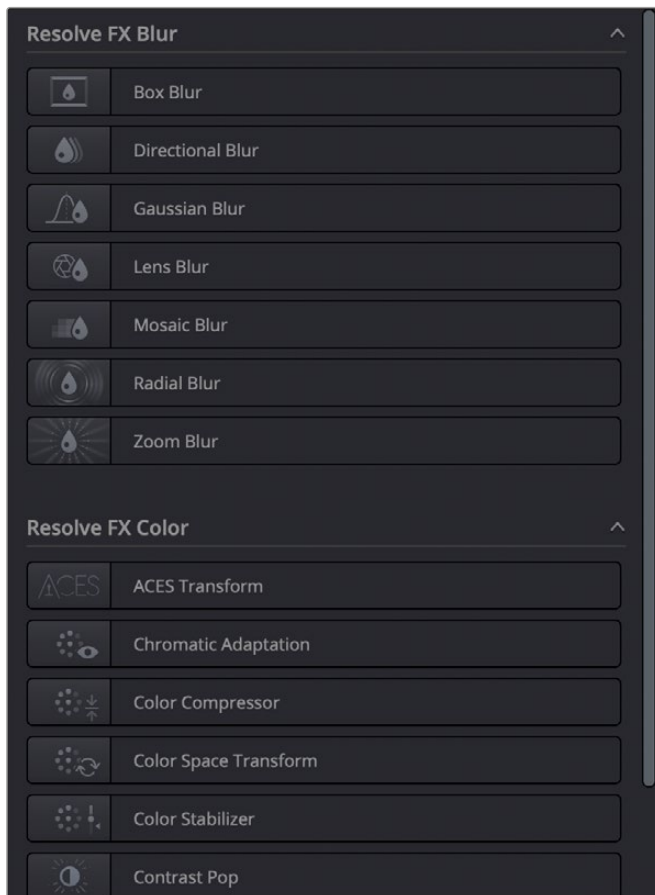 Resolve FX Blur
Box Blur
Directional Blur
Gaussian Blur
Lens Blur
Mosaic Blur
Radial Blur
Zoom Blur
Resolve FX Color
ACES
ACES Transform
Chromatic Adaptation
Color Compressor
Color Space Transform
Color Stabilizer
Contrast Pop